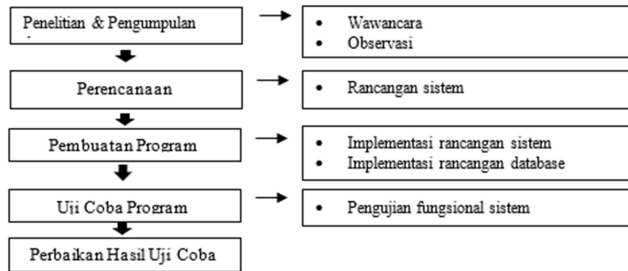 Penelitian & Pengumpulan
• Wawancara
• Observasi
Perencanaan
• Rancangan sistem
Pembuatan Program
• Implementasi rancangan sistem
• Implementasi rancangan database
Uji Coba Program
• Pengujian fungsional sistem
Perbaikan Hasil Uji Coba